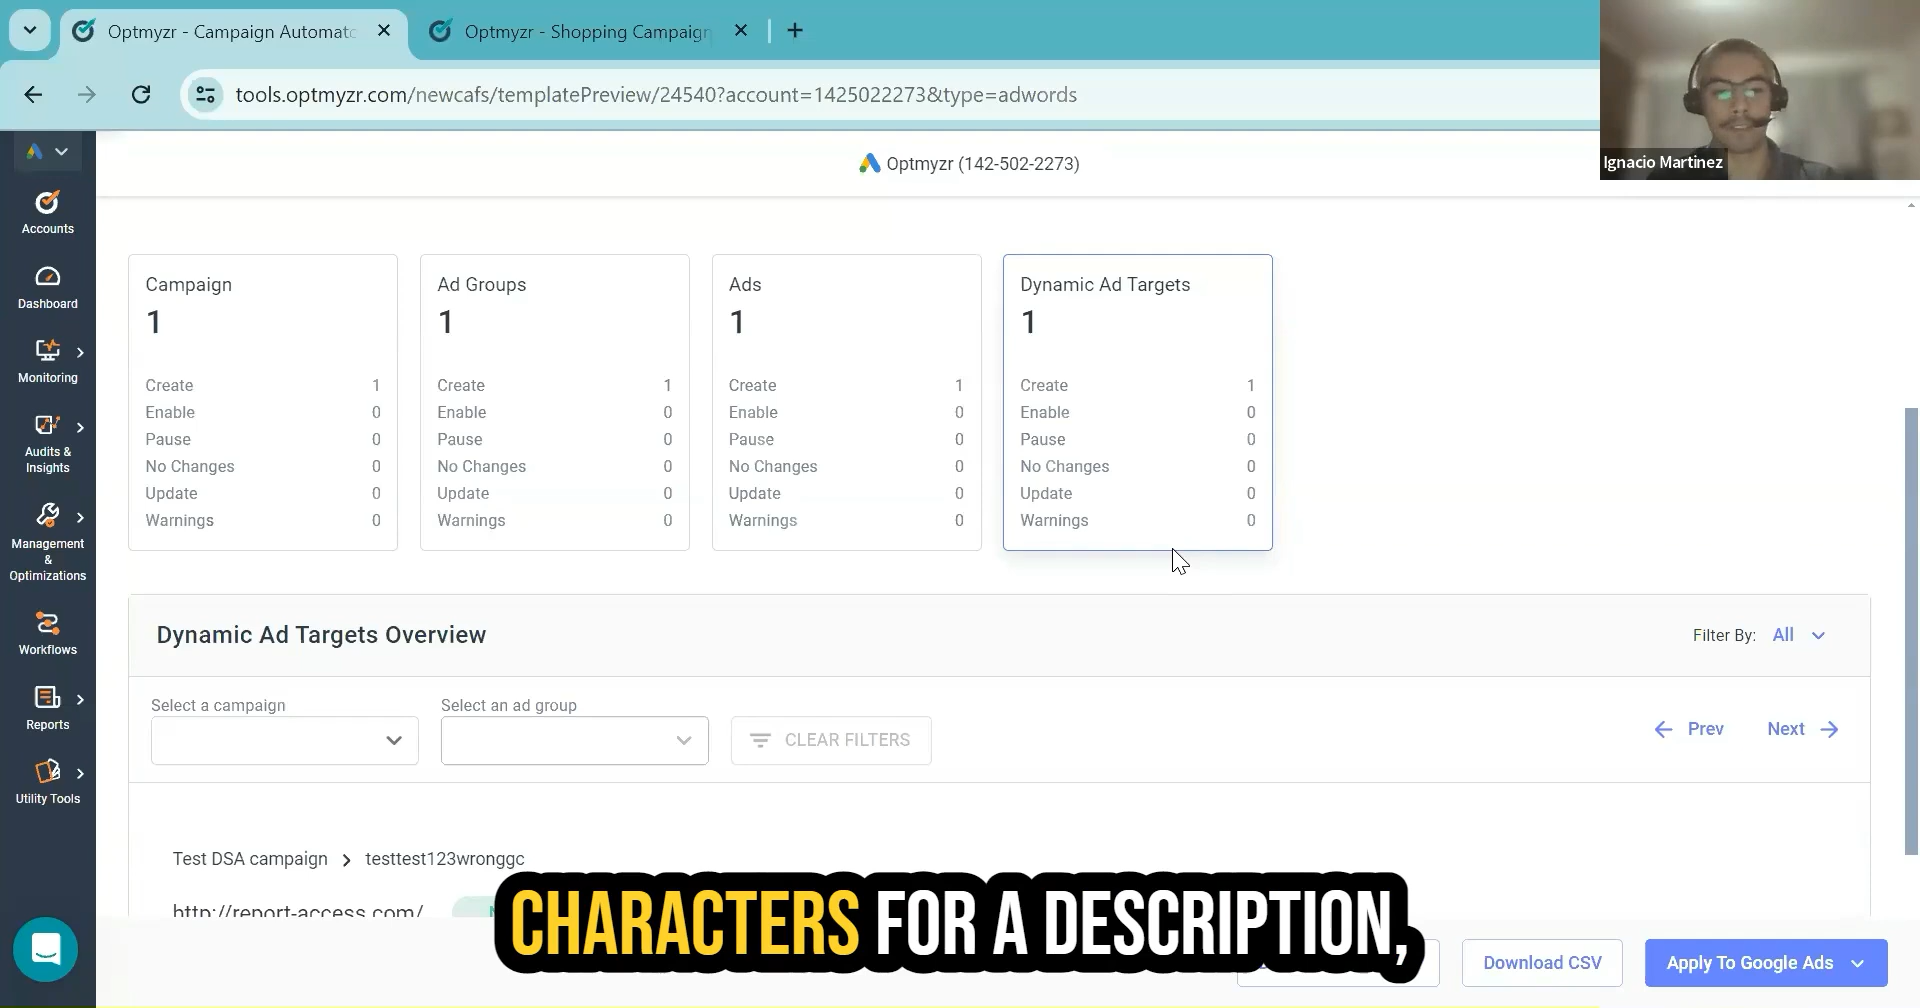 Optmyzr - Campaign Automatc
Optmyzr - Shopping Campaign
tools.optmyzr.com/newcafs/templatePreview/24540?account=1425022273&type=adwords
Ignacio Martinez
Optmyzr (142-502-2273)
Accounts
Dashboard
Monitoring
Audits &
Insights
Management
&
Optimizations
Workflows
Reports
Utility Tools
Campaign
1
Create 1
Enable 0
Pause 0
No Changes 0
Update 0
Warnings 0
Ad Groups
1
Create 1
Enable 0
Pause 0
No Changes 0
Update 0
Warnings 0
Ads
1
Create 1
Enable 0
Pause 0
No Changes 0
Update 0
Warnings 0
Dynamic Ad Targets
1
Create 1
Enable 0
Pause 0
No Changes 0
Update 0
Warnings 0
Dynamic Ad Targets Overview
Filter By: All
Select a campaign
Select an ad group
CLEAR FILTERS
Prev
Next
Test DSA campaign > testtest123wronggc
http://report-access.com/
CHARACTERS FOR A DESCRIPTION,
Download CSV
Apply To Google Ads